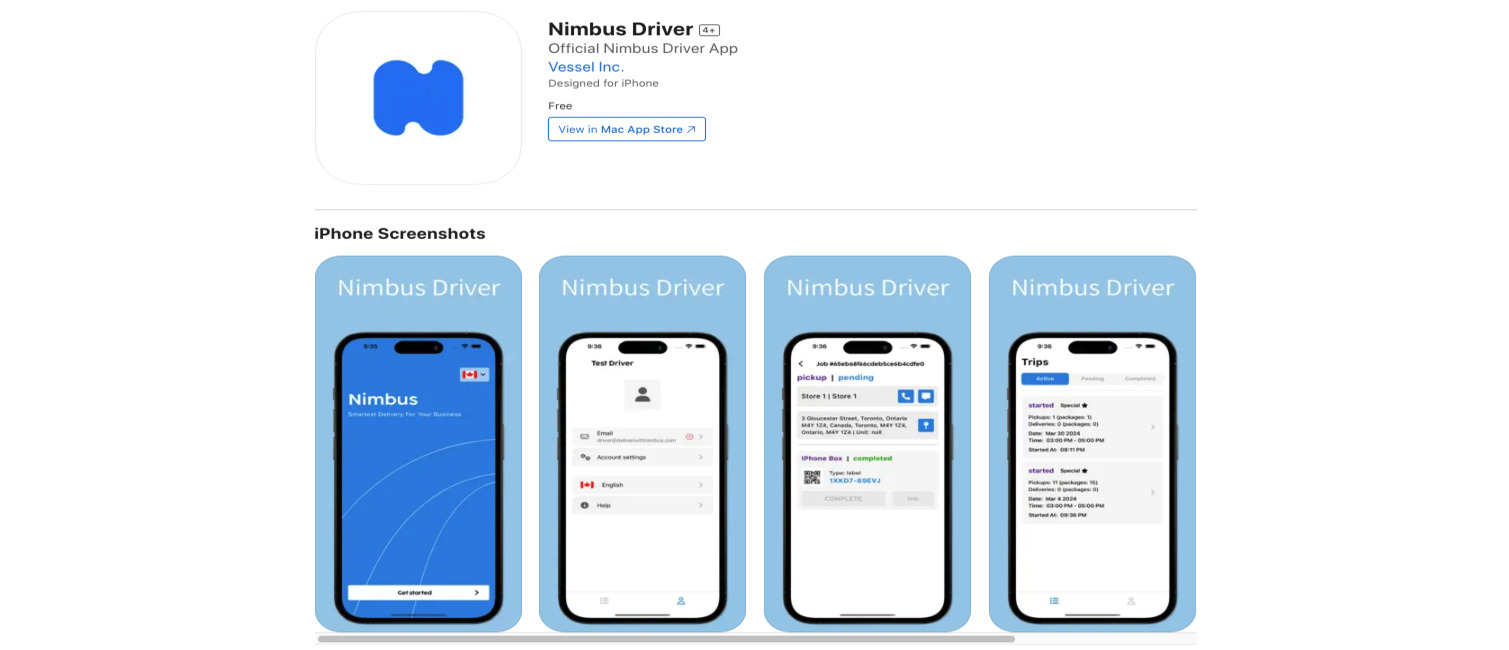 Nimbus Driver 4+
Official Nimbus Driver App
Vessel Inc.
Designed for iPhone
Free
View in Mac App Store
iPhone Screenshots
Nimbus Driver
9:35
Nimbus
Smartest Delivery For Your Business
Get started
Nimbus Driver
9:36
Test Driver
Email
driver@deliverwithnimbus.com
Account settings
English
Help
Nimbus Driver
9:36
Job #65eb68f56cdeb5ce6b4cdfe0
pickup | pending
Store 1 | Store 1
3 Gloucester Street, Toronto, Ontario
M4Y 1Z4, Canada, Toronto, M4Y 1Z4,
Ontario, M4Y 1Z4 | Unit: null
IPhone Box | completed
Type: label
1XKD7-89EVJ
COMPLETE
Nimbus Driver
9:36
Trips
Active Pending Completed
started Special
Pickups: 1 (packages: 1)
Deliveries: 0 (packages: 0)
Date: Mar 30 2024
Time: 03:00 PM - 05:00 PM
Started At: 08:11 PM
started Special
Pickups: 11 (packages: 15)
Deliveries: 0 (packages: 0)
Date: Mar 4 2024
Time: 03:00 PM - 05:00 PM
Started At: 09:36 PM